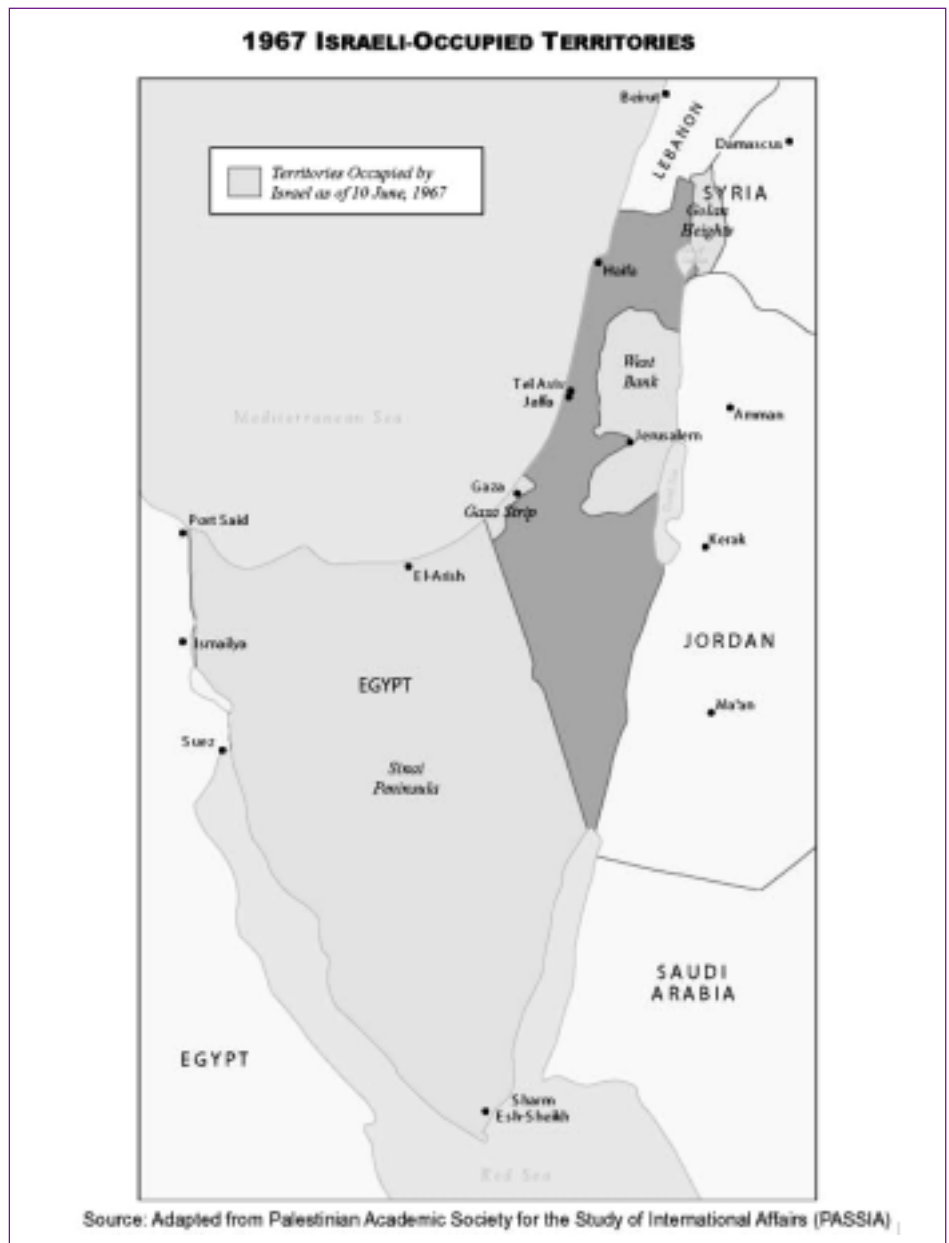 1967 ISRAELI-OCCUPIED TERRITORIES
Beirut
LEBANON
Damascus
Territories Occupied by
Israel as of 10 June, 1967
SYRIA
Golan
Heights
Haifa
West
Bank
Tel Aviv
Jaffa
Mediterranean Sea
Amman
Jerusalem
Gaza
Gaza Strip
Port Said
Kerak
El-Arish
Ismailya
JORDAN
EGYPT
Ma'an
Suez
Sinai
Peninsula
SAUDI
ARABIA
EGYPT
Sharm
Esh-Sheikh
Red Sea
Source: Adapted from Palestinian Academic Society for the Study of International Affairs (PASSIA)